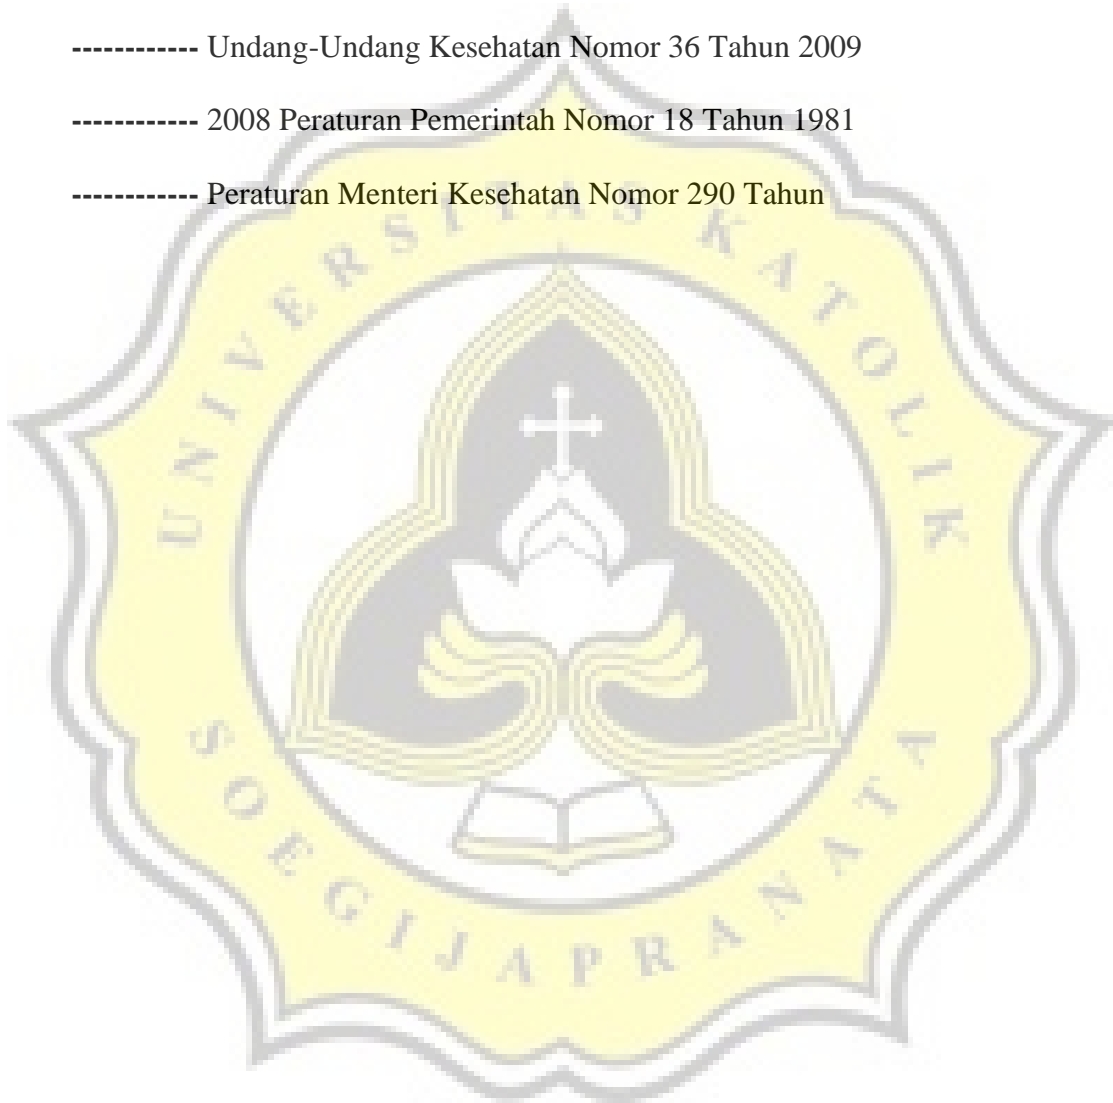 ------------ Undang-Undang Kesehatan Nomor 36 Tahun 2009
------------ 2008 Peraturan Pemerintah Nomor 18 Tahun 1981
------------ Peraturan Menteri Kesehatan Nomor 290 Tahun
UNIVERSITAS KATOLIK
SOEGIJAPRANATA